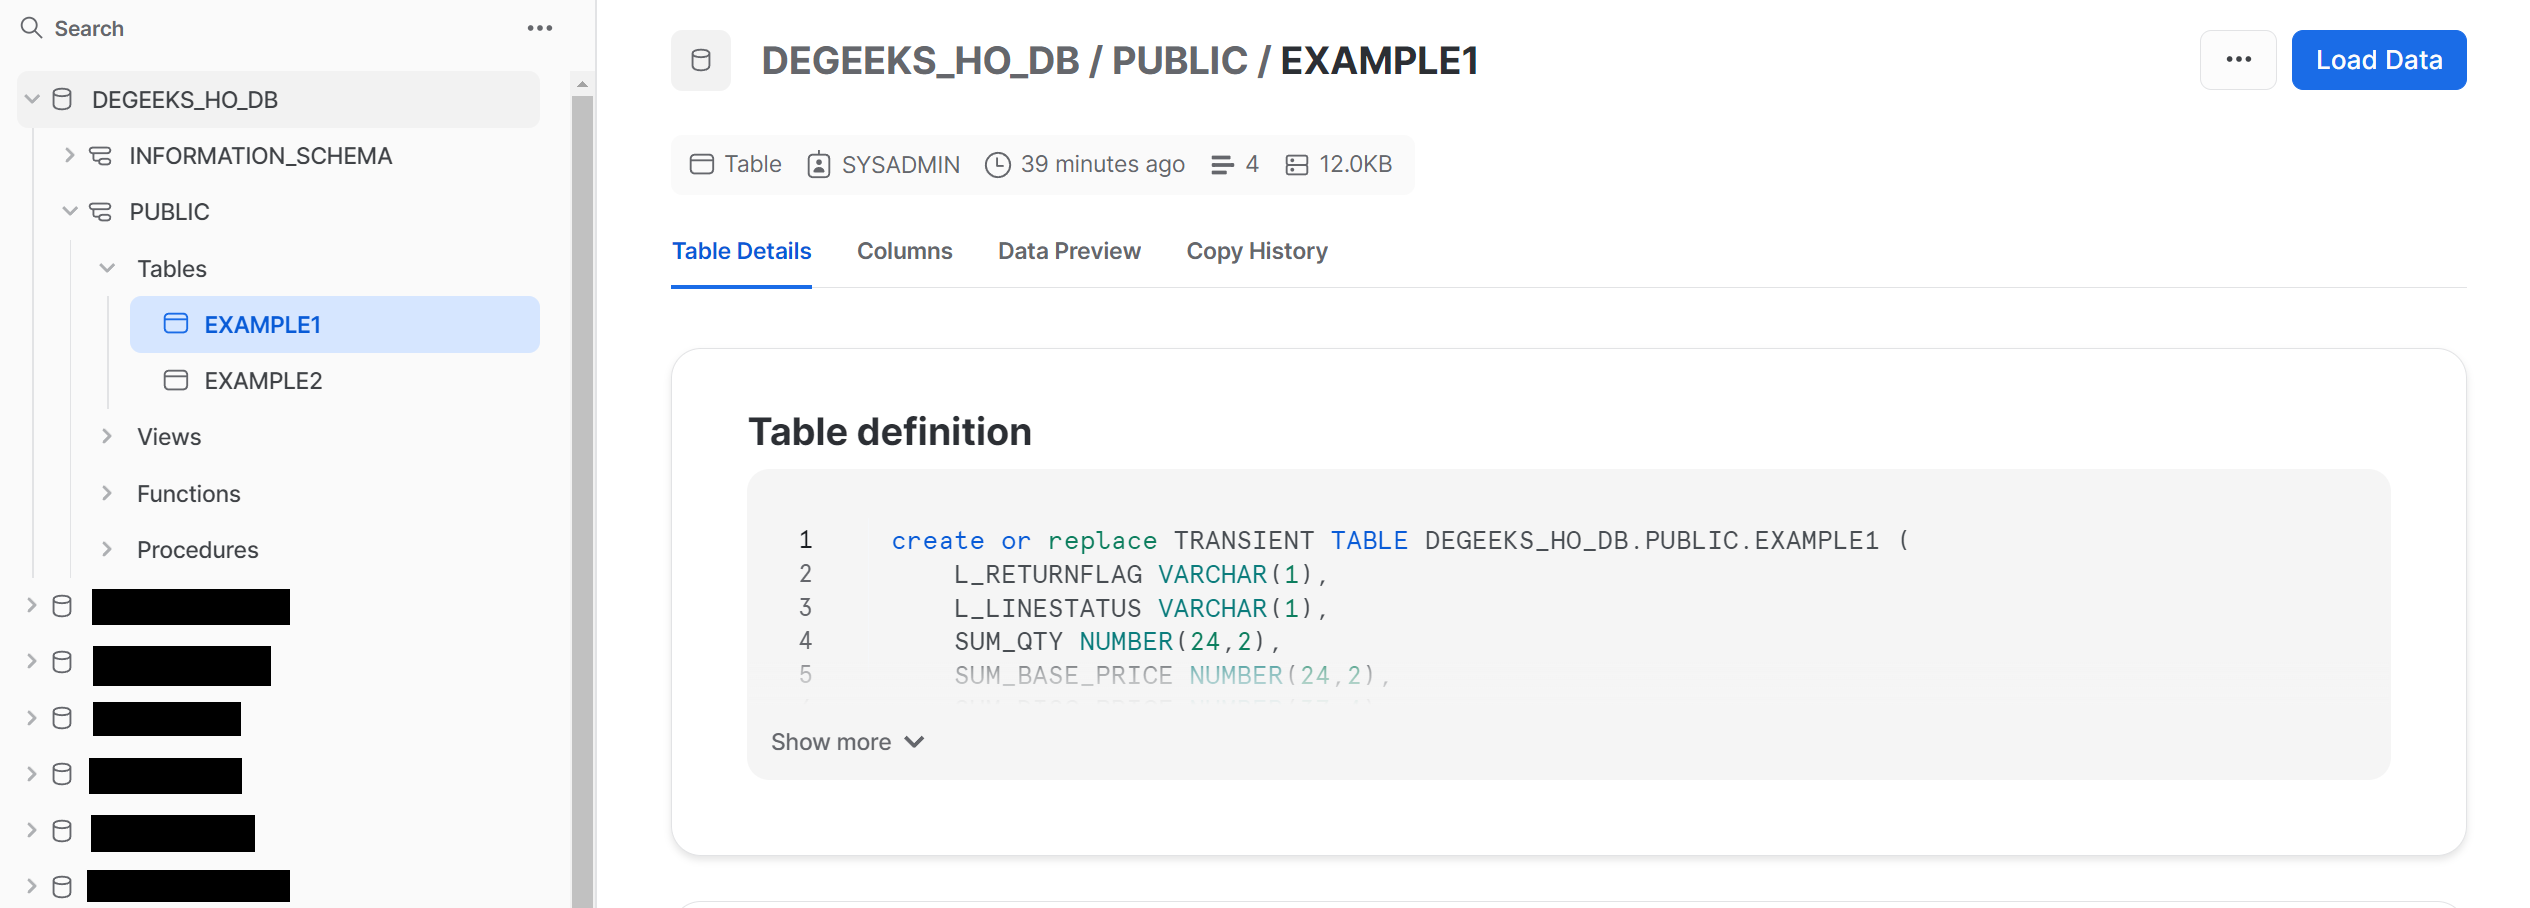 Search
DEGEEKS_HO_DB
INFORMATION_SCHEMA
PUBLIC
Tables
EXAMPLE1
EXAMPLE2
Views
Functions
Procedures
DEGEEKS_HO_DB / PUBLIC / EXAMPLE1
Load Data
Table SYSADMIN 39 minutes ago 4 12.0KB
Table Details Columns Data Preview Copy History
Table definition
1 create or replace TRANSIENT TABLE DEGEEKS_HO_DB.PUBLIC.EXAMPLE1 (
2 L_RETURNFLAG VARCHAR(1),
3 L_LINESTATUS VARCHAR(1),
4 SUM_QTY NUMBER(24,2),
5 SUM_BASE_PRICE NUMBER(24,2),
Show more